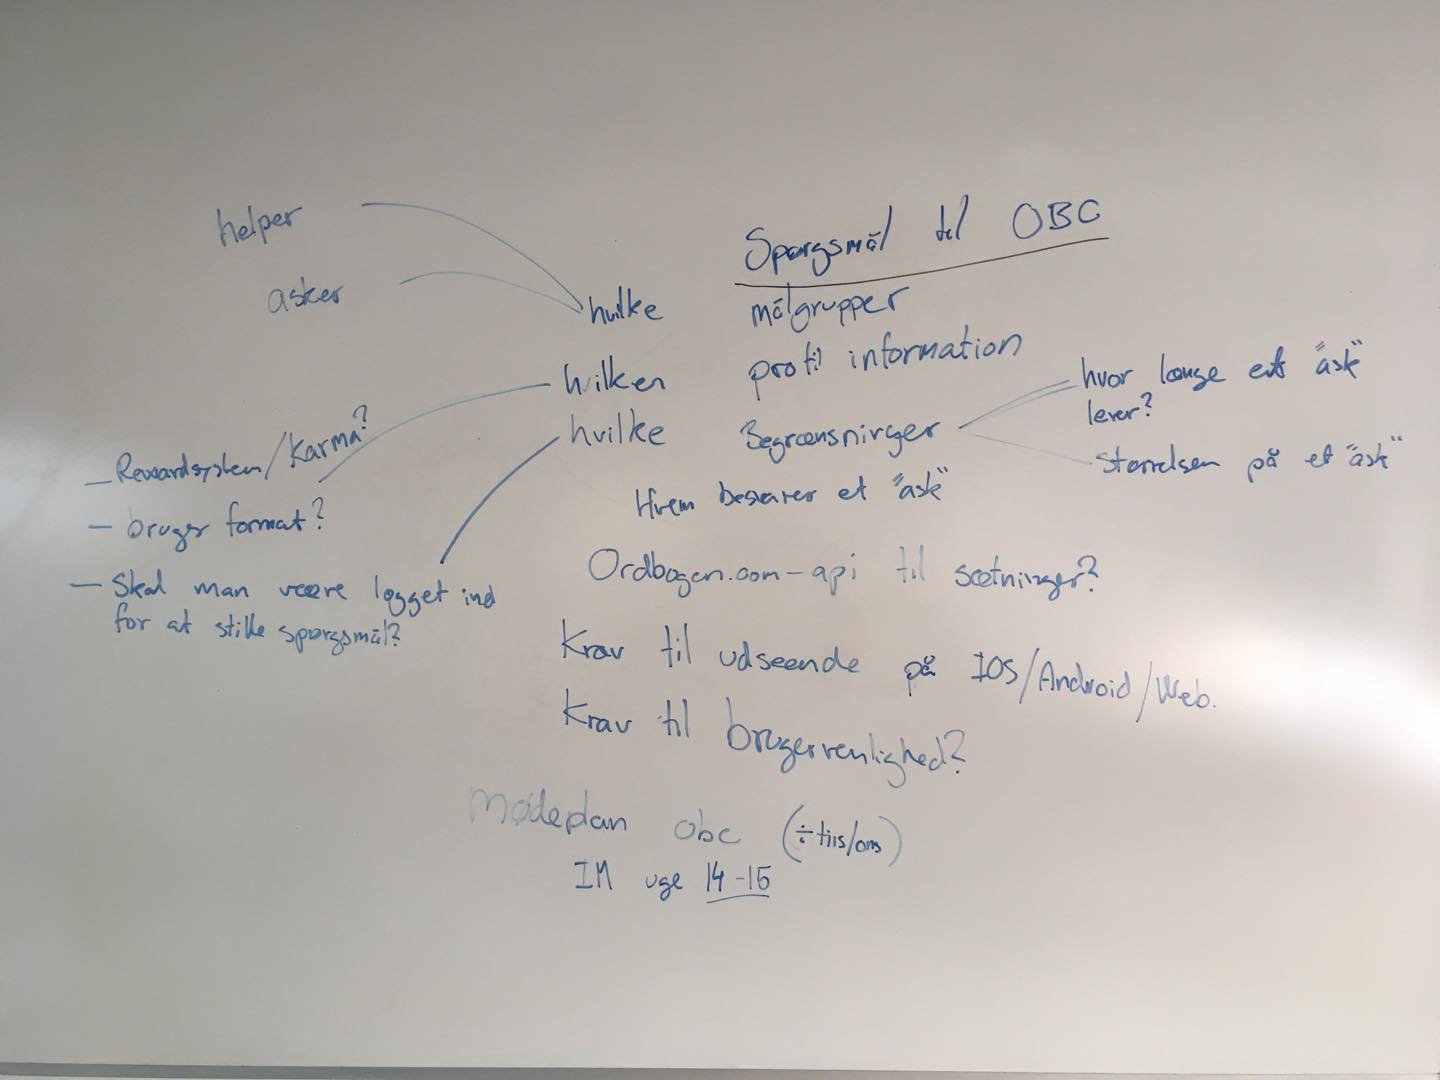 Spørgsmål til OBC
helper
asker
hvilke målgrupper
hvilken profil information
hvilke Begrænsninger
hvor længe et "ask"
lever?
Størrelsen på et "ask"
- Rewardsystem/Karma?
- bruger format?
- Skal man være logget ind
for at stille spørgsmål?
Hvem besvarer et "ask"
Ordbogen.com-api til sætninger?
Krav til udseende på IOS/Android/Web.
Krav til brugervenlighed?
Mødeplan obc (÷ tirs/ons)
IM uge 14-15